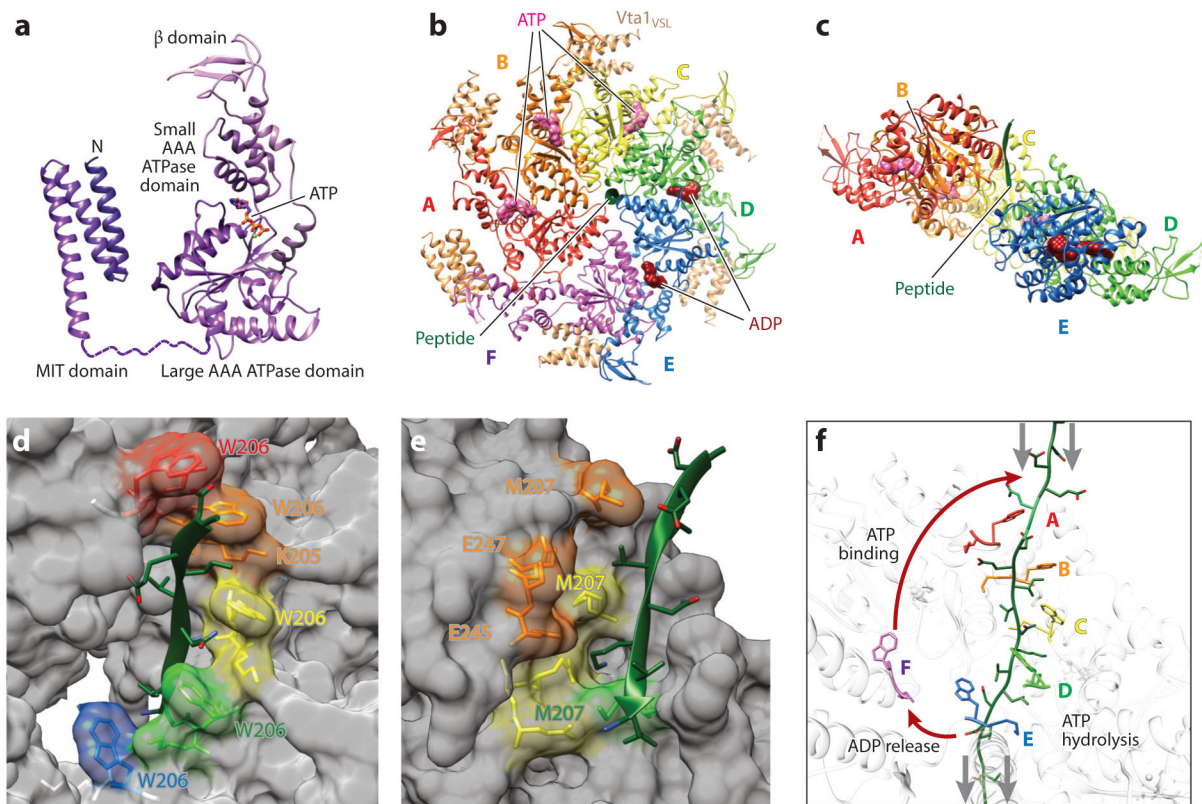 a
β domain
N
Small
AAA
ATPase
domain
ATP
MIT domain
Large AAA ATPase domain
b
ATP
Vta1VSL
B
C
A
D
Peptide
ADP
F
E
c
B
C
A
D
Peptide
E
d
W206
W206
K205
W206
W206
W206
e
M207
E247
M207
E245
M207
f
A
ATP
binding
B
C
F
D
E
ATP
hydrolysis
ADP release